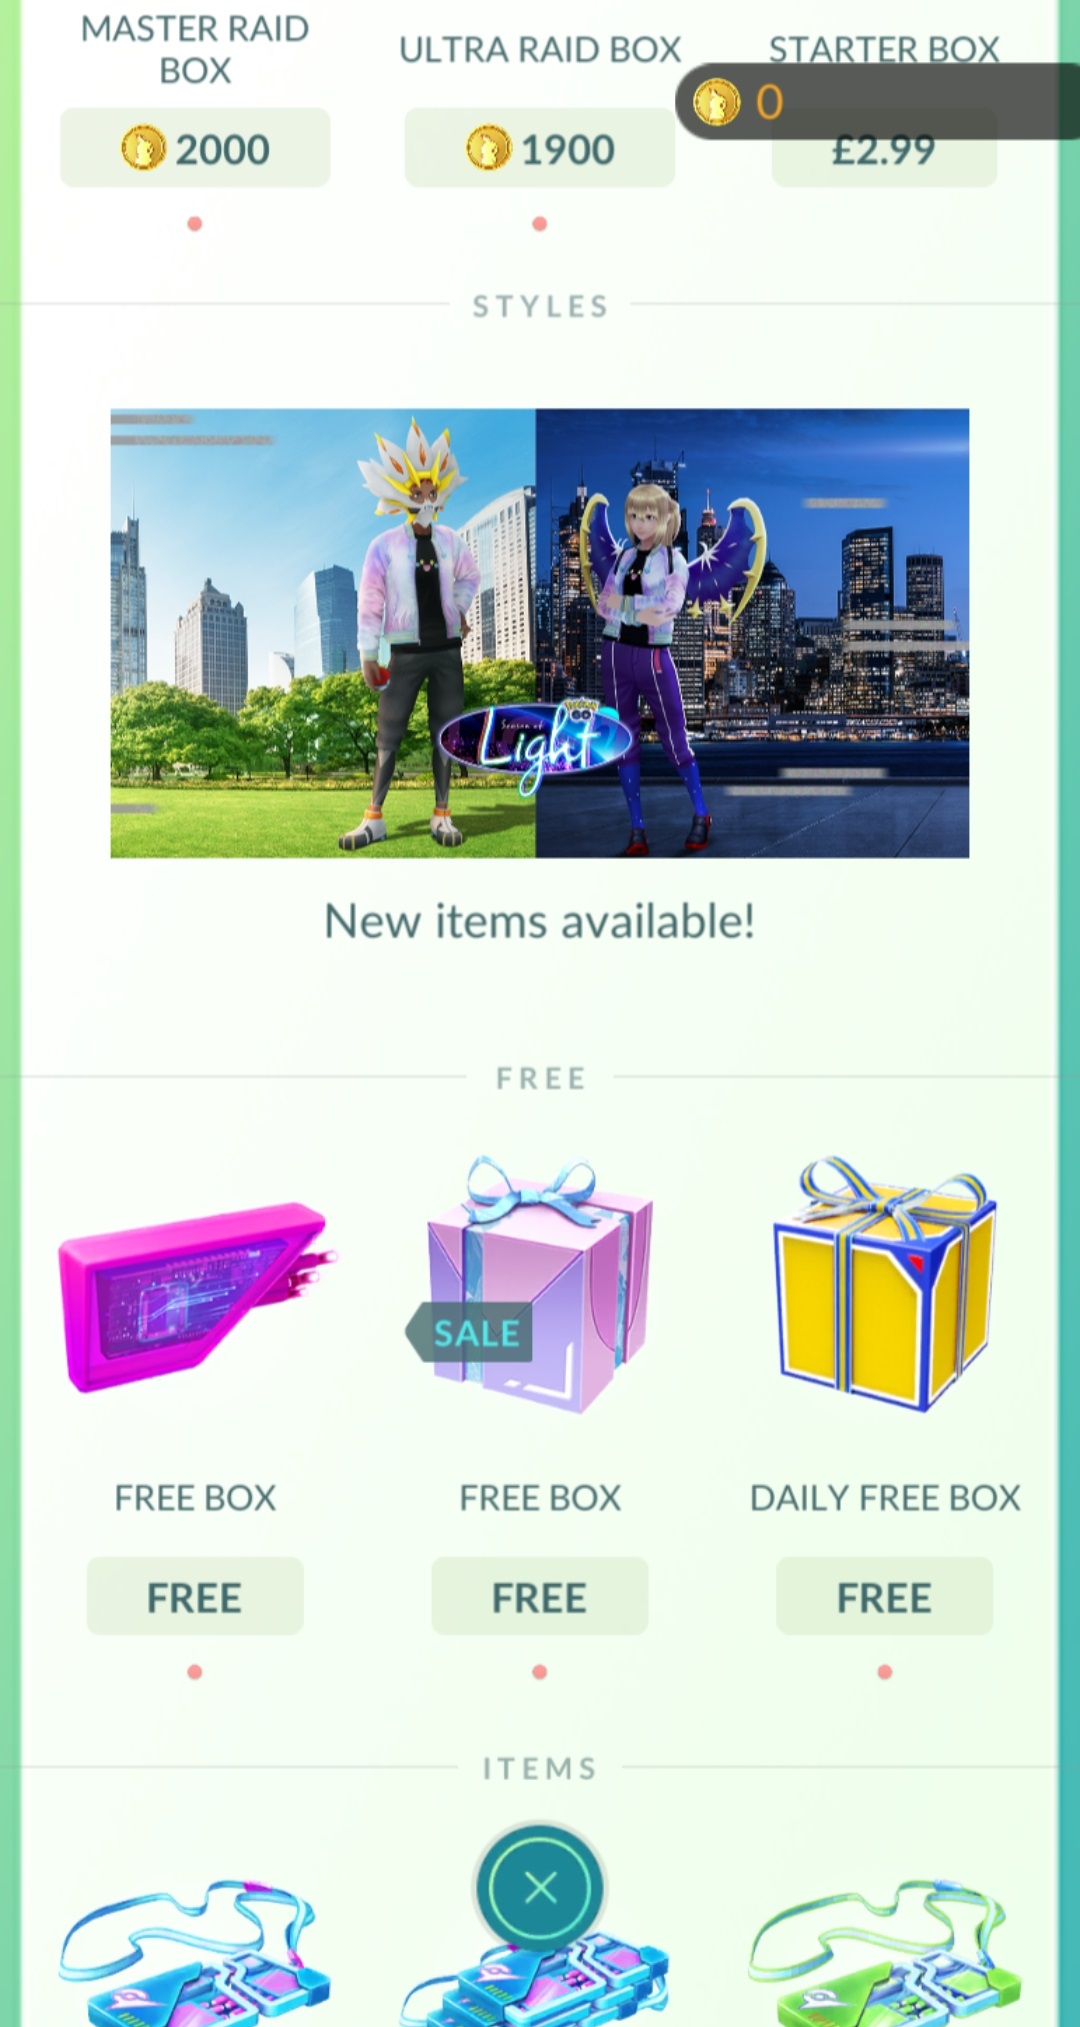 MASTER RAID
BOX
ULTRA RAID BOX
STARTER BOX
0
2000
1900
£2.99
STYLES
Pokémon
GO
Season of
Light
New items available!
FREE
SALE
FREE BOX
FREE BOX
DAILY FREE BOX
FREE
FREE
FREE
ITEMS